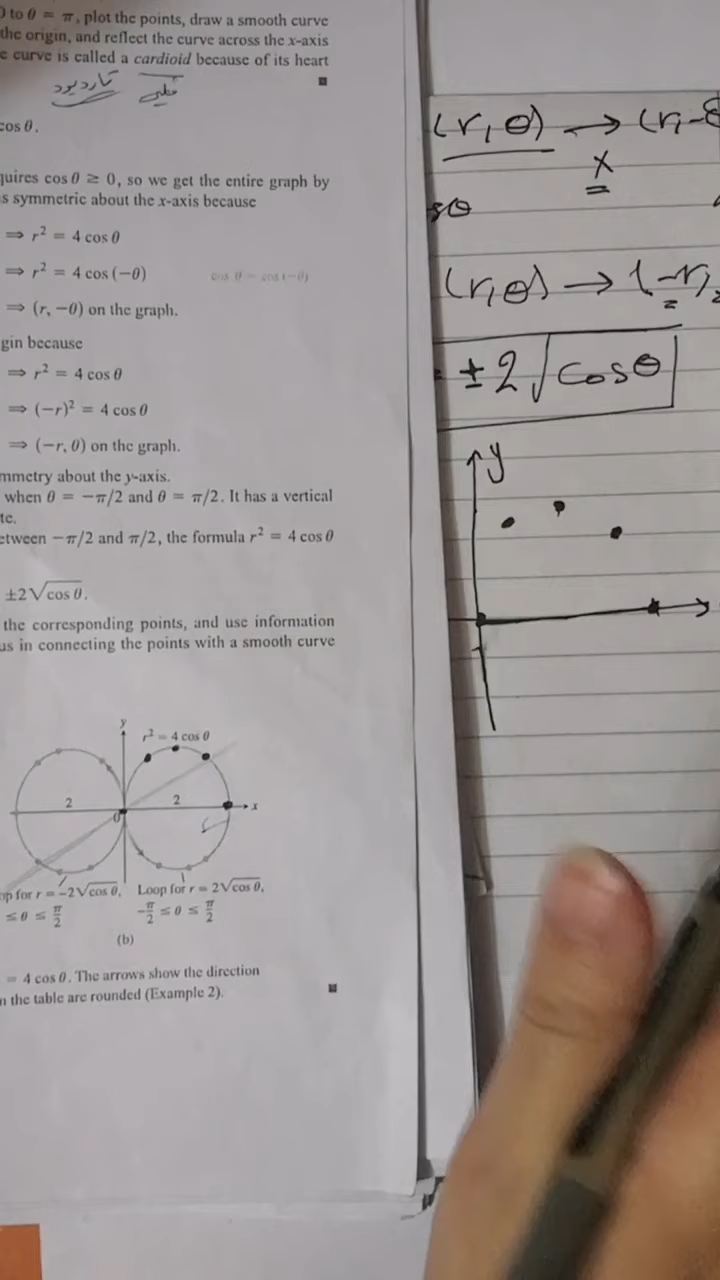 to θ = π, plot the points, draw a smooth curve
the origin, and reflect the curve across the x-axis
curve is called a cardioid because of its heart
cos θ.
cos θ ≥ 0, so we get the entire graph by
symmetric about the x-axis because
⇒ r² = 4 cos θ
⇒ r² = 4 cos (−θ)
cos θ = cos (−θ)
⇒ (r, −θ) on the graph.
because
⇒ r² = 4 cos θ
⇒ (−r)² = 4 cos θ
⇒ (−r, θ) on the graph.
about the y-axis.
when θ = −π/2 and θ = π/2. It has a vertical
−π/2 and π/2, the formula r² = 4 cos θ
±2√cos θ.
the corresponding points, and use information
us in connecting the points with a smooth curve
y
r² = 4 cos θ
2
2
0
x
for r = −2√cos θ, Loop for r = 2√cos θ,
≤ θ ≤ π/2 −π/2 ≤ θ ≤ π/2
(b)
= 4 cos θ. The arrows show the direction
the table are rounded (Example 2).
(r, θ) → (r, −θ
x
(r, θ) → (−r,
± 2√cosθ
y